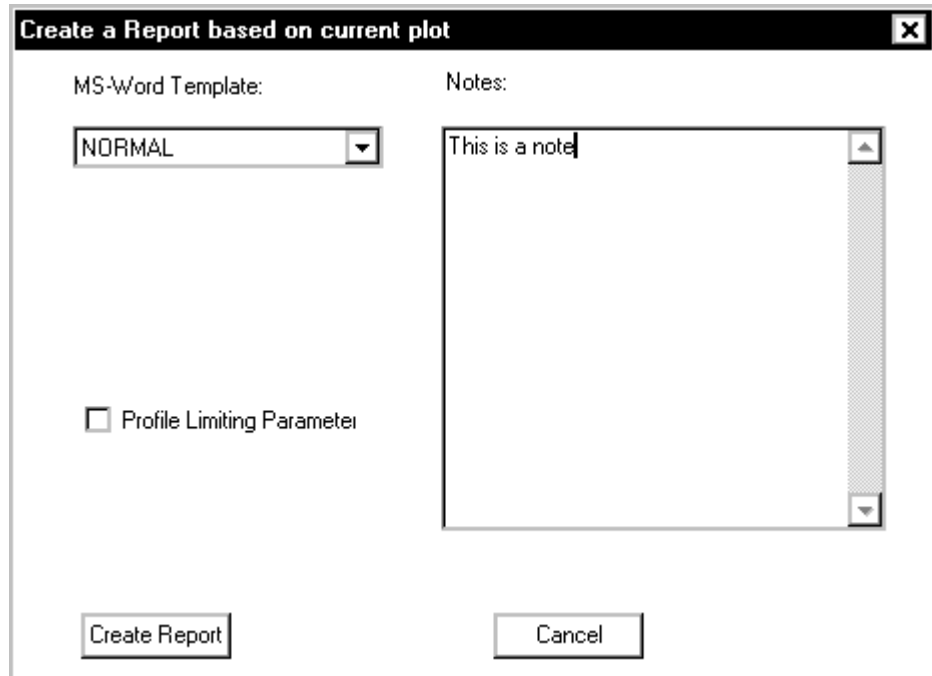 Create a Report based on current plot
MS-Word Template:
Notes:
NORMAL
This is a note
Profile Limiting Parameter
Create Report
Cancel